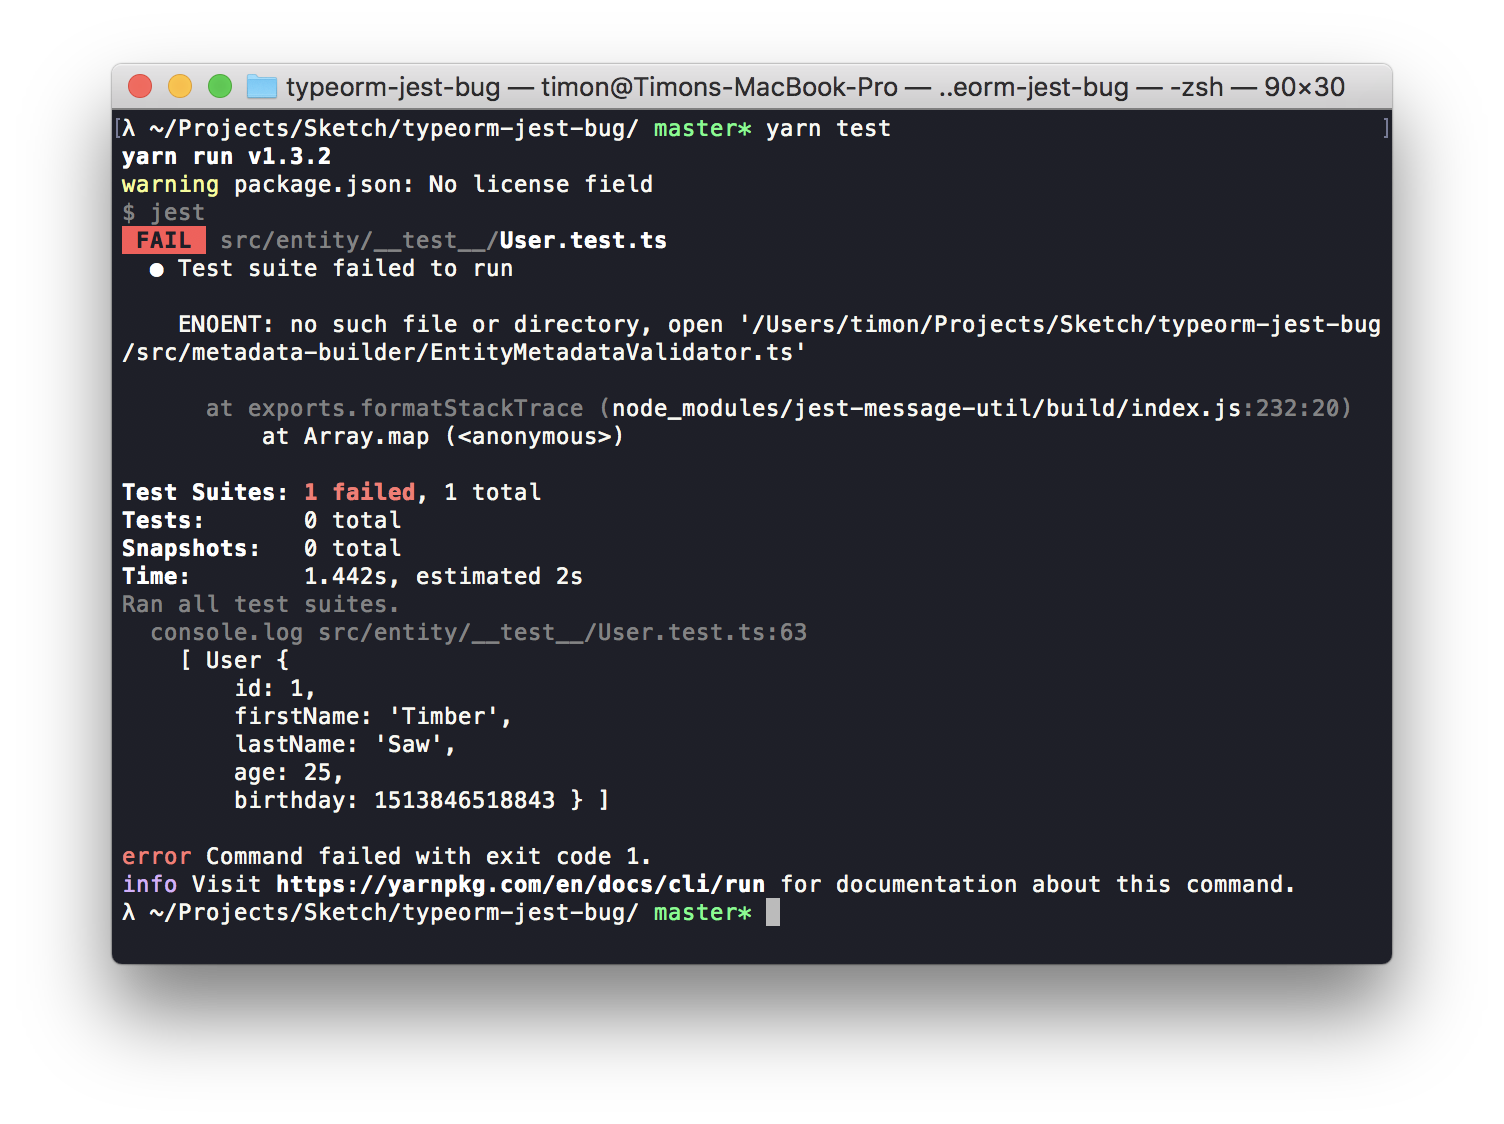 typeorm-jest-bug — timon@Timons-MacBook-Pro — ..eorm-jest-bug — -zsh — 90×30
[λ ~/Projects/Sketch/typeorm-jest-bug/ master* yarn test ]
yarn run v1.3.2
warning package.json: No license field
$ jest
FAIL src/entity/__test__/User.test.ts
● Test suite failed to run
ENOENT: no such file or directory, open '/Users/timon/Projects/Sketch/typeorm-jest-bug
/src/metadata-builder/EntityMetadataValidator.ts'
at exports.formatStackTrace (node_modules/jest-message-util/build/index.js:232:20)
at Array.map (<anonymous>)
Test Suites: 1 failed, 1 total
Tests: 0 total
Snapshots: 0 total
Time: 1.442s, estimated 2s
Ran all test suites.
console.log src/entity/__test__/User.test.ts:63
[ User {
id: 1,
firstName: 'Timber',
lastName: 'Saw',
age: 25,
birthday: 1513846518843 } ]
error Command failed with exit code 1.
info Visit https://yarnpkg.com/en/docs/cli/run for documentation about this command.
λ ~/Projects/Sketch/typeorm-jest-bug/ master*